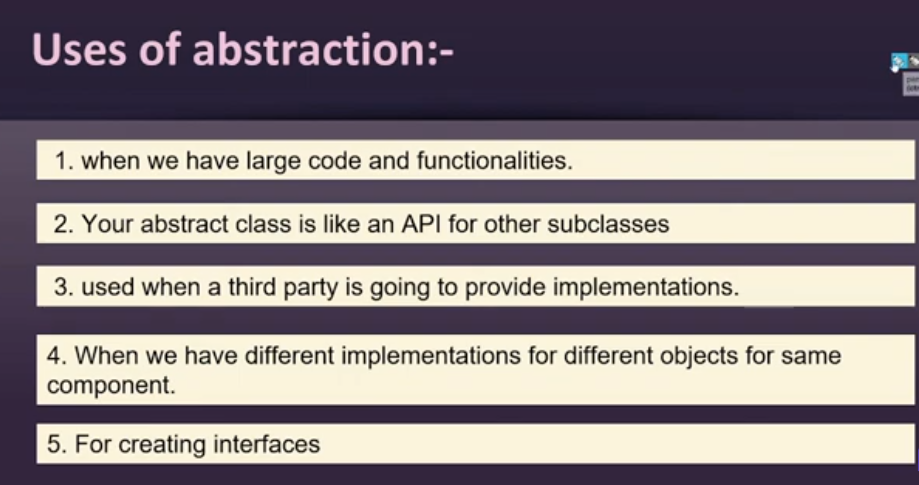 Uses of abstraction:-
1. when we have large code and functionalities.
2. Your abstract class is like an API for other subclasses
3. used when a third party is going to provide implementations.
4. When we have different implementations for different objects for same
component.
5. For creating interfaces